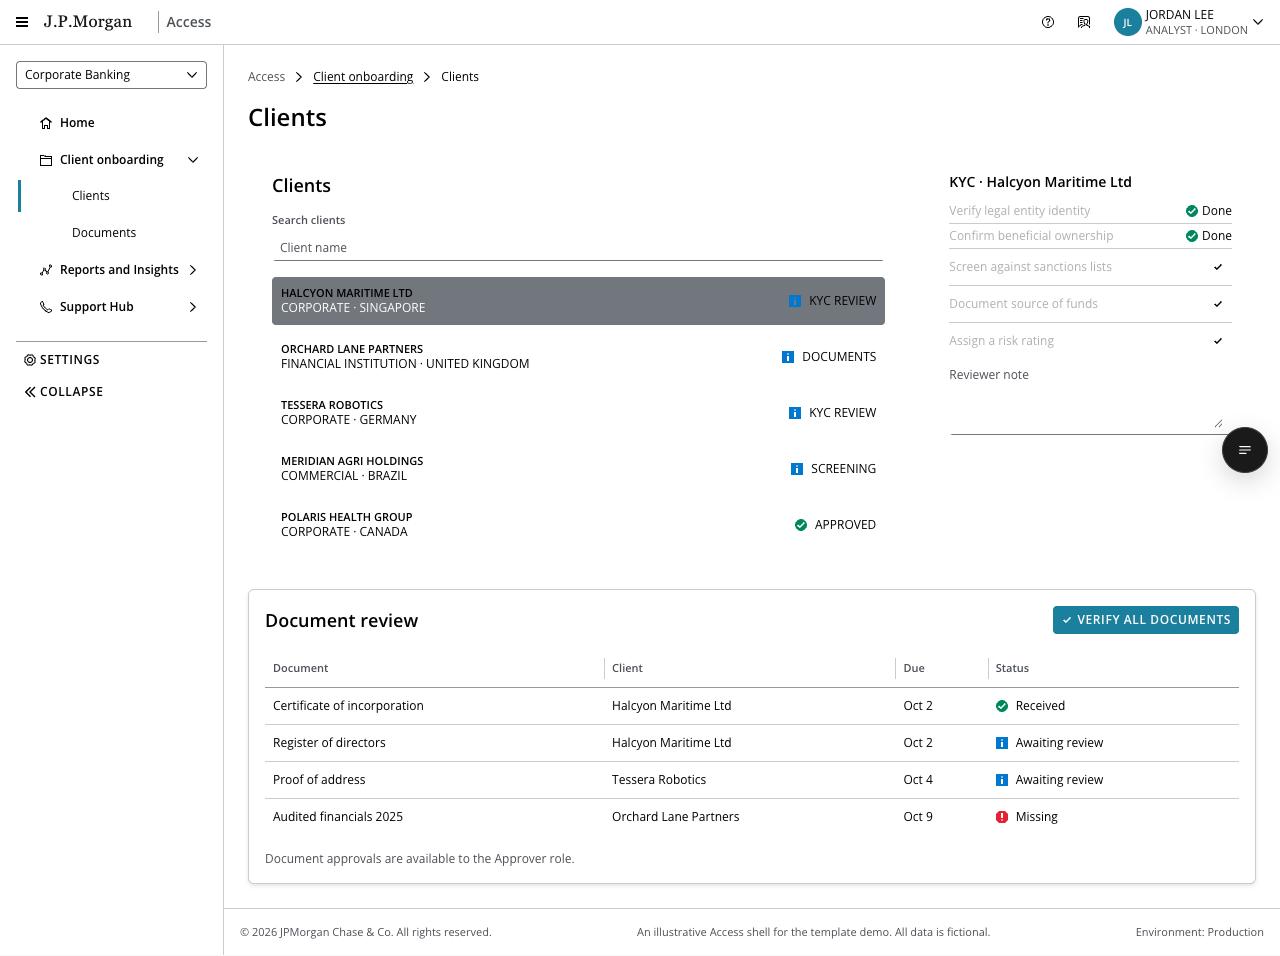 J.P.Morgan
Access
JL
JORDAN LEE
ANALYST · LONDON
Corporate Banking
Home
Client onboarding
Clients
Documents
Reports and Insights
Support Hub
SETTINGS
COLLAPSE
Access
Client onboarding
Clients
Clients
Clients
Search clients
Client name
HALCYON MARITIME LTD
CORPORATE · SINGAPORE
KYC REVIEW
ORCHARD LANE PARTNERS
FINANCIAL INSTITUTION · UNITED KINGDOM
DOCUMENTS
TESSERA ROBOTICS
CORPORATE · GERMANY
KYC REVIEW
MERIDIAN AGRI HOLDINGS
COMMERCIAL · BRAZIL
SCREENING
POLARIS HEALTH GROUP
CORPORATE · CANADA
APPROVED
KYC · Halcyon Maritime Ltd
Verify legal entity identity Done
Confirm beneficial ownership Done
Screen against sanctions lists
Document source of funds
Assign a risk rating
Reviewer note
Document review
VERIFY ALL DOCUMENTS
Document Client Due Status
Certificate of incorporation Halcyon Maritime Ltd Oct 2 Received
Register of directors Halcyon Maritime Ltd Oct 2 Awaiting review
Proof of address Tessera Robotics Oct 4 Awaiting review
Audited financials 2025 Orchard Lane Partners Oct 9 Missing
Document approvals are available to the Approver role.
© 2026 JPMorgan Chase & Co. All rights reserved.
An illustrative Access shell for the template demo. All data is fictional.
Environment: Production